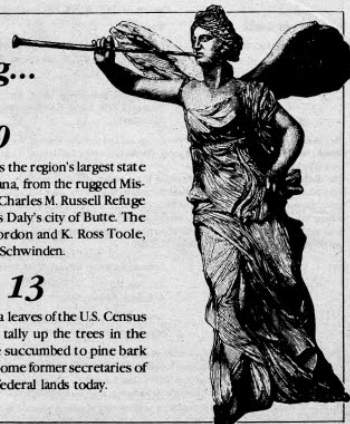 g...
0
s the region's largest state
ana, from the rugged Mis-
Charles M. Russell Refuge
s Daly's city of Butte. The
ordon and K. Ross Toole,
Schwinden.
13
a leaves of the U.S. Census
tally up the trees in the
e succumbed to pine bark
ome former secretaries of
federal lands today.